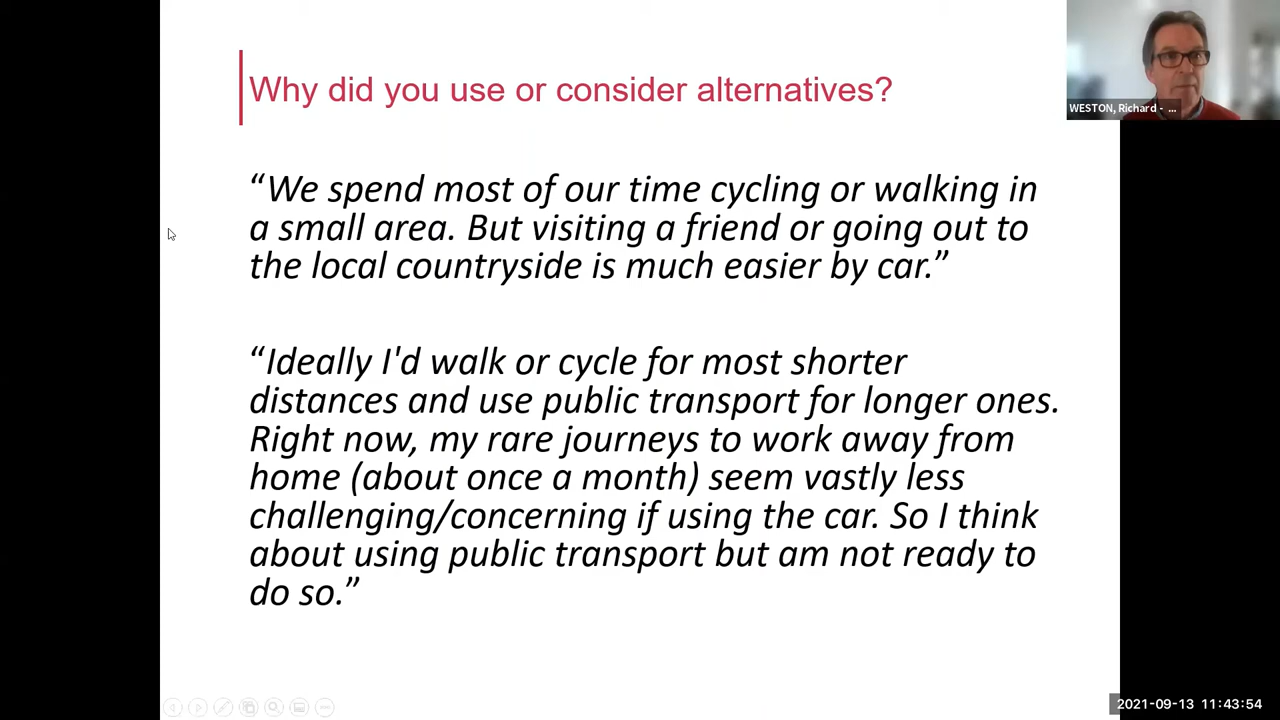 Why did you use or consider alternatives?
WESTON, Richard - ...
“We spend most of our time cycling or walking in
a small area. But visiting a friend or going out to
the local countryside is much easier by car.”
“Ideally I'd walk or cycle for most shorter
distances and use public transport for longer ones.
Right now, my rare journeys to work away from
home (about once a month) seem vastly less
challenging/concerning if using the car. So I think
about using public transport but am not ready to
do so.”
2021-09-13 11:43:54